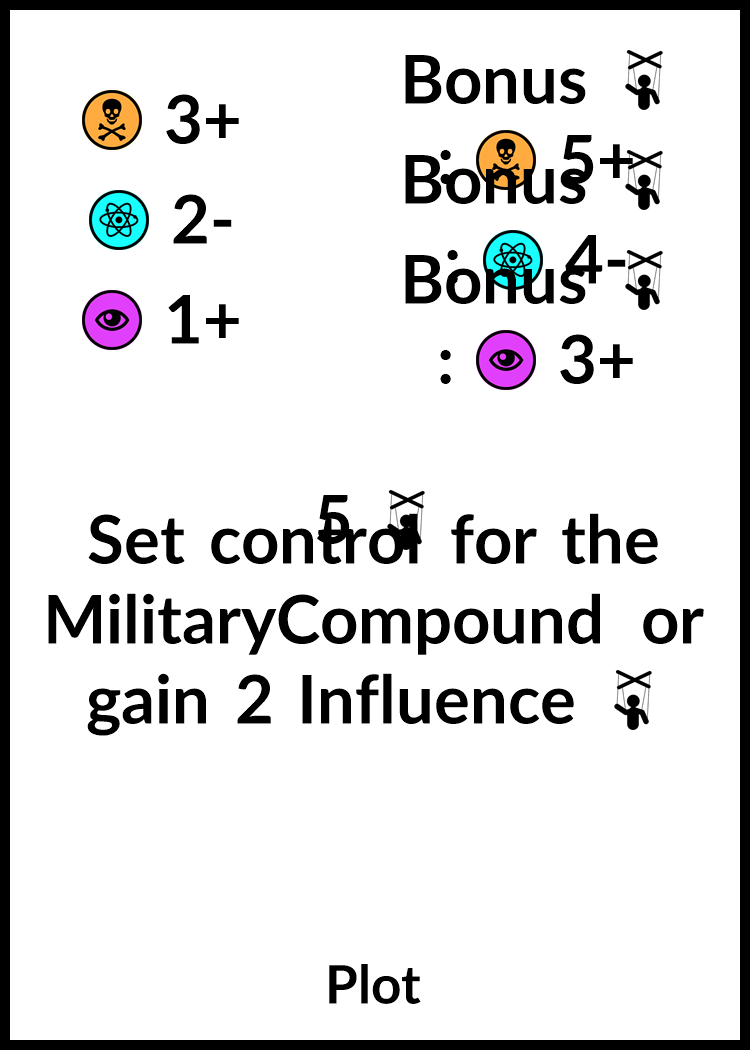 3+
Bonus
: 5+
2-
Bonus
: 4-
1+
Bonus
: 3+
5
Set control for the
MilitaryCompound or
gain 2 Influence
Plot